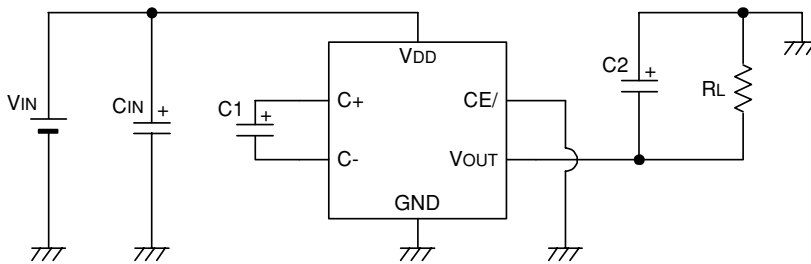 VDD
C2
+
RL
VIN
CIN
+
C1
+
C+
CE/
C-
VOUT
GND